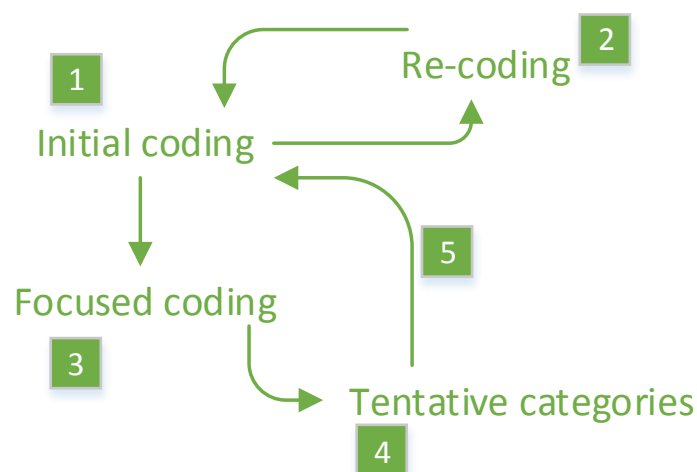 1
Initial coding
2
Re-coding
3
Focused coding
4
Tentative categories
5